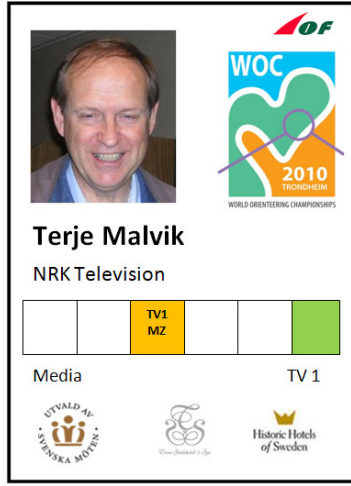 IOF
WOC
2010
TRONDHEIM
WORLD ORIENTEERING CHAMPIONSHIPS
Terje Malvik
NRK Television
TV1
MZ
Media
TV 1
UTVALD AV
SVENSKA MÖTEN
Historic Hotels
of Sweden